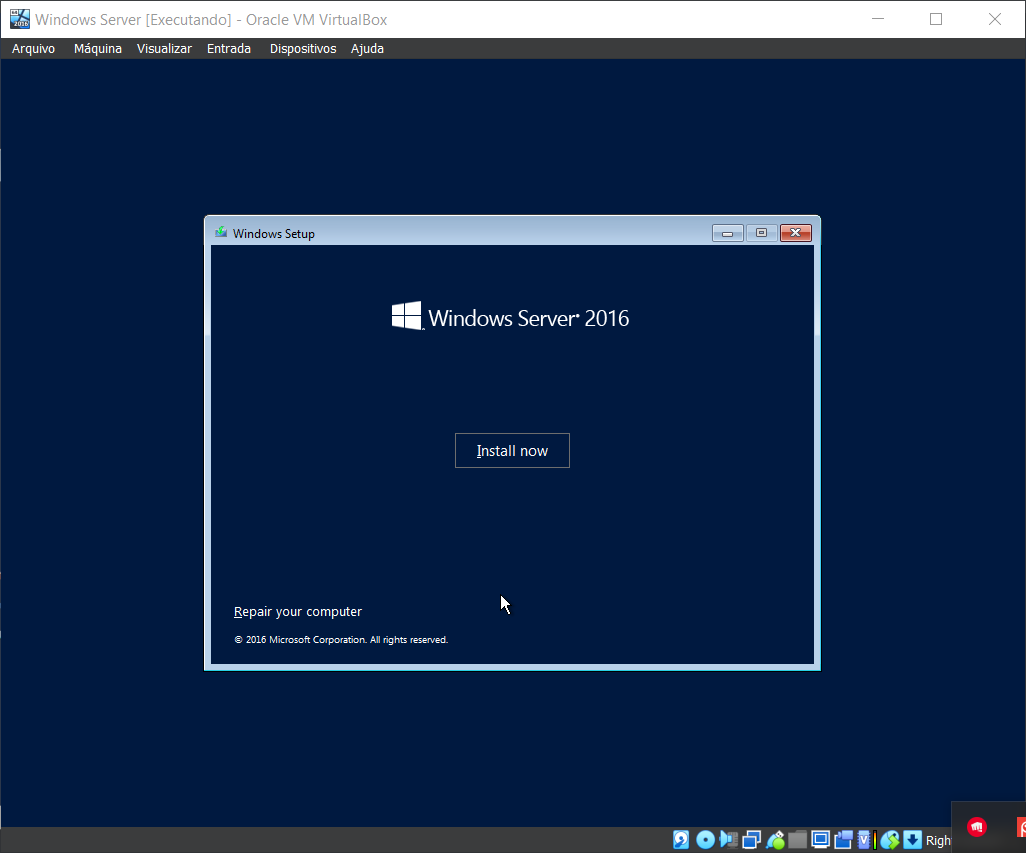 Windows Server [Executando] - Oracle VM VirtualBox
Arquivo Máquina Visualizar Entrada Dispositivos Ajuda
Windows Setup
Windows Server 2016
Install now
Repair your computer
© 2016 Microsoft Corporation. All rights reserved.
Righ